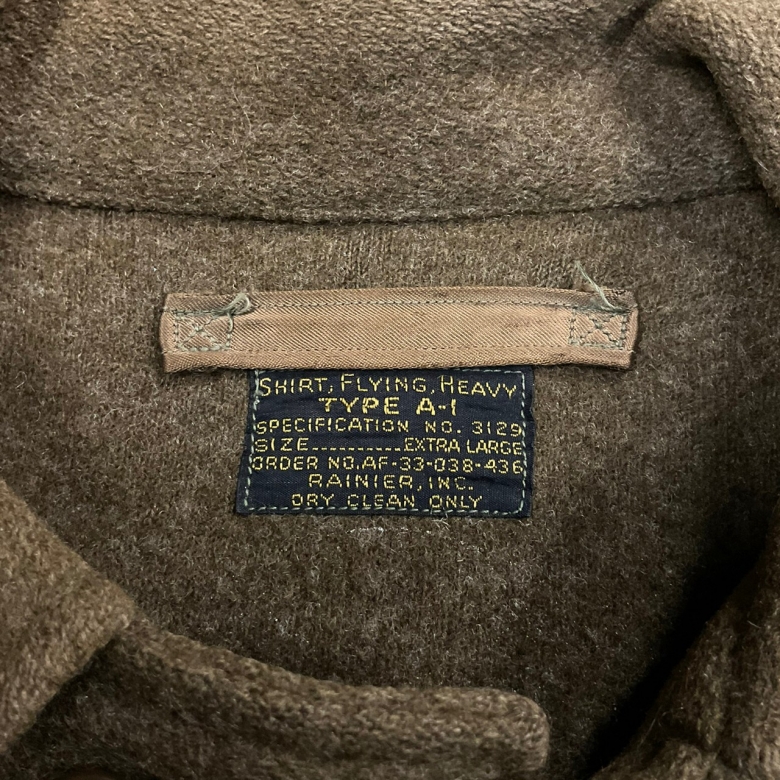 SHIRT, FLYING, HEAVY
TYPE A-1
SPECIFICATION NO. 3129
SIZE..........EXTRA LARGE
ORDER NO. AF-33-038-436
RAINIER, INC.
DRY CLEAN ONLY